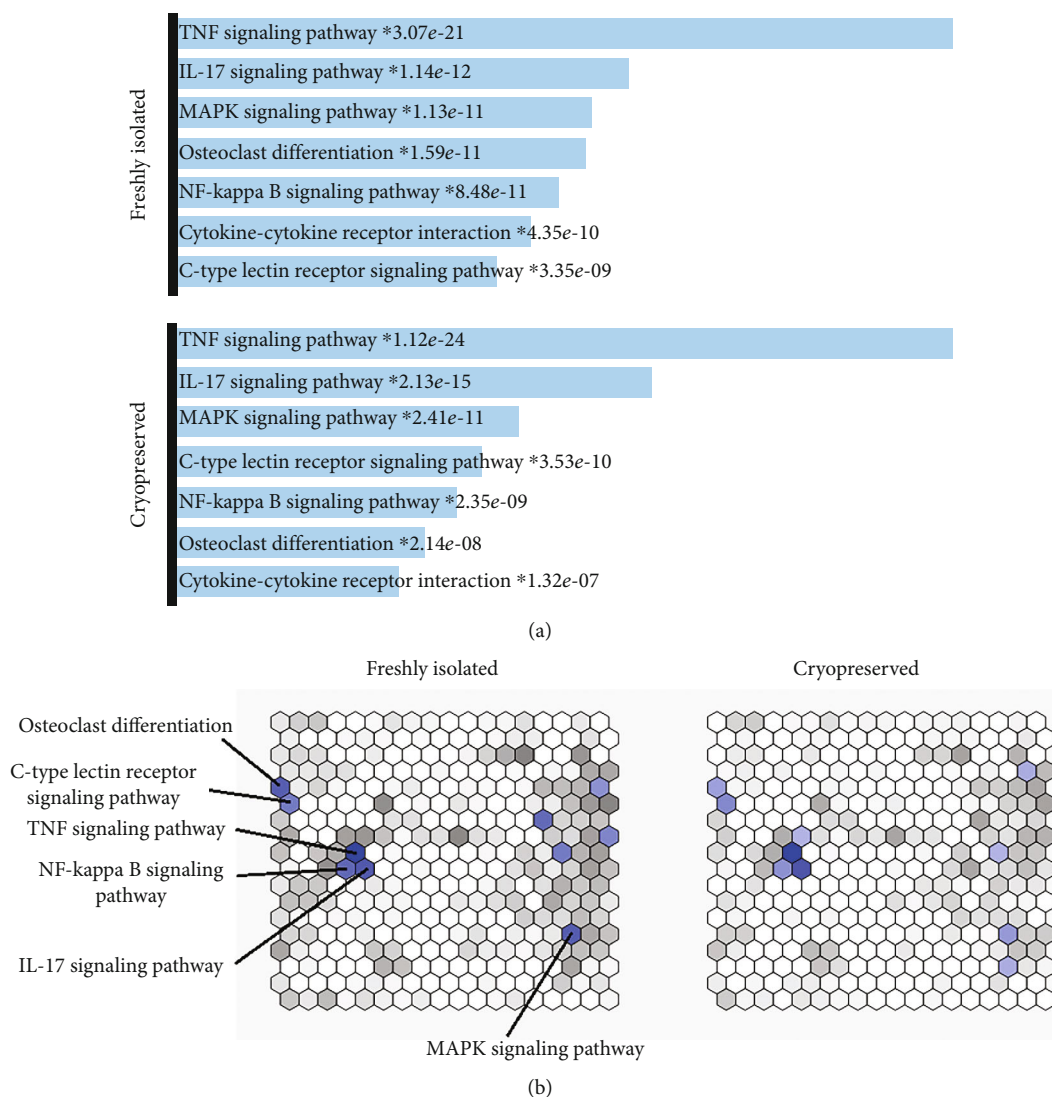 Freshly isolated
TNF signaling pathway *3.07e-21
IL-17 signaling pathway *1.14e-12
MAPK signaling pathway *1.13e-11
Osteoclast differentiation *1.59e-11
NF-kappa B signaling pathway *8.48e-11
Cytokine-cytokine receptor interaction *4.35e-10
C-type lectin receptor signaling pathway *3.35e-09
Cryopreserved
TNF signaling pathway *1.12e-24
IL-17 signaling pathway *2.13e-15
MAPK signaling pathway *2.41e-11
C-type lectin receptor signaling pathway *3.53e-10
NF-kappa B signaling pathway *2.35e-09
Osteoclast differentiation *2.14e-08
Cytokine-cytokine receptor interaction *1.32e-07
(a)
Freshly isolated
Cryopreserved
Osteoclast differentiation
C-type lectin receptor
signaling pathway
TNF signaling pathway
NF-kappa B signaling
pathway
IL-17 signaling pathway
MAPK signaling pathway
(b)